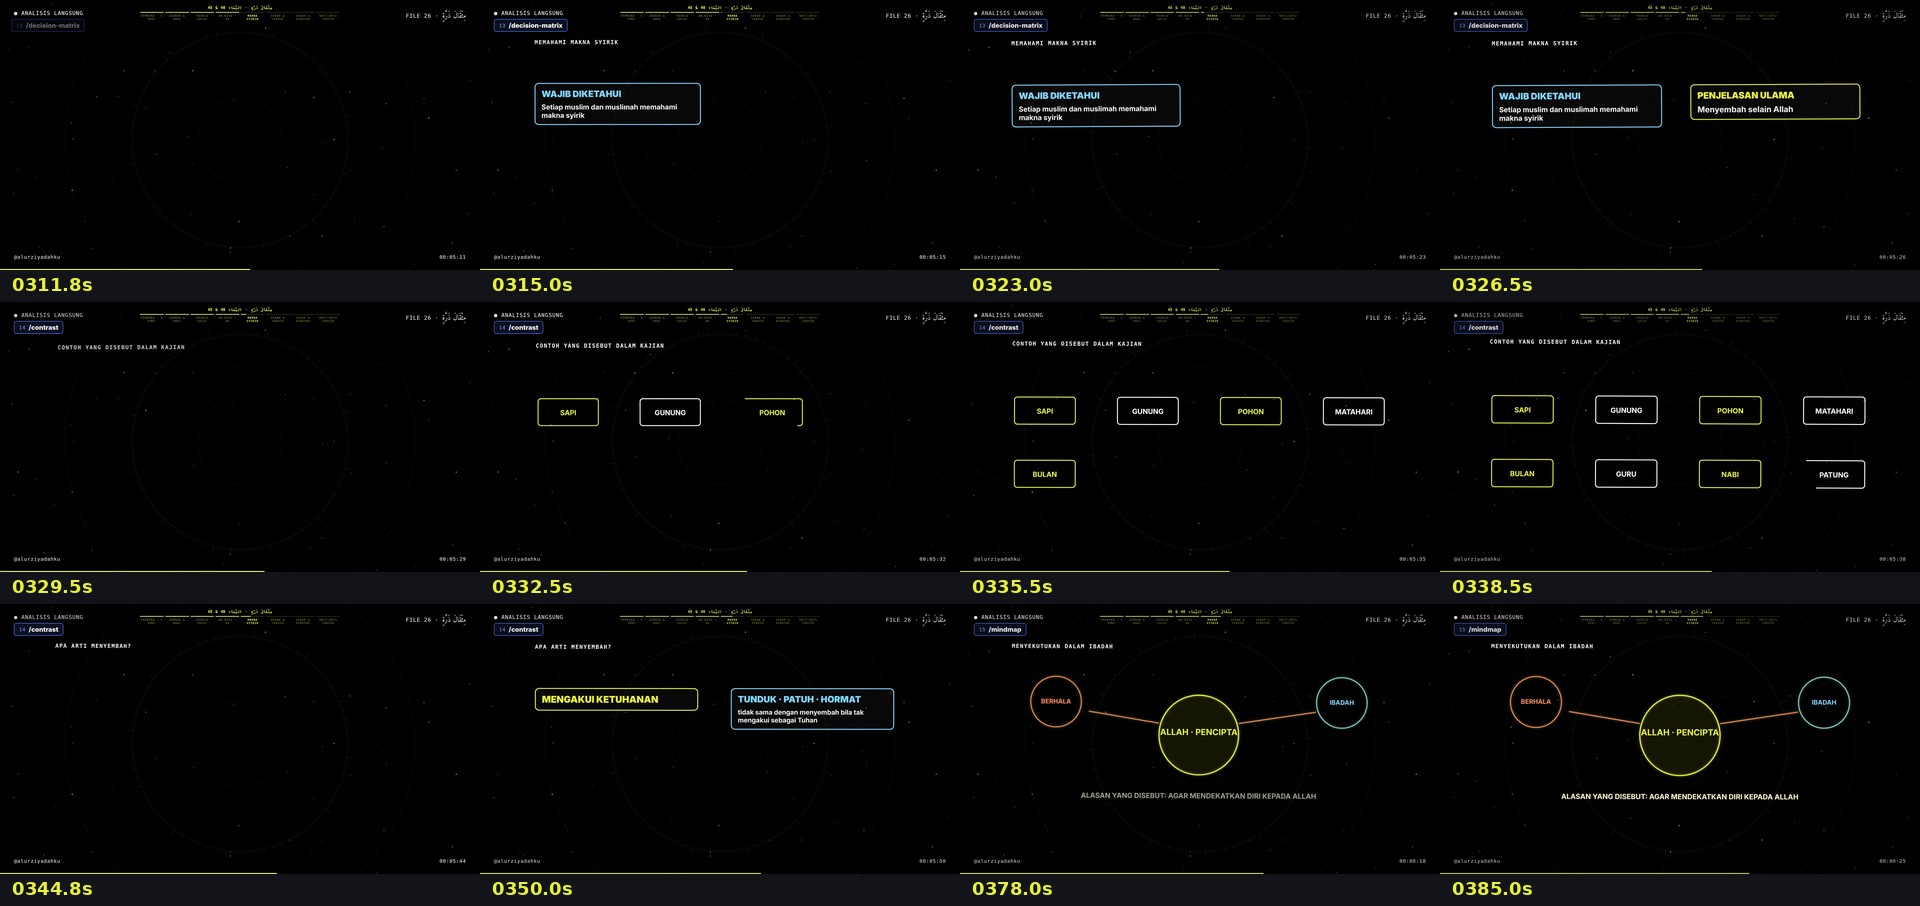 ● ANALISIS LANGSUNG
13 /decision-matrix
FILE 26 · مِثْقَالَ ذَرَّةٍ
@alurziyadahku
00:05:11
0311.8s
● ANALISIS LANGSUNG
13 /decision-matrix
FILE 26 · مِثْقَالَ ذَرَّةٍ
MEMAHAMI MAKNA SYIRIK
WAJIB DIKETAHUI
Setiap muslim dan muslimah memahami
makna syirik
@alurziyadahku
00:05:15
0315.0s
● ANALISIS LANGSUNG
13 /decision-matrix
FILE 26 · مِثْقَالَ ذَرَّةٍ
MEMAHAMI MAKNA SYIRIK
WAJIB DIKETAHUI
Setiap muslim dan muslimah memahami
makna syirik
@alurziyadahku
00:05:23
0323.0s
● ANALISIS LANGSUNG
13 /decision-matrix
FILE 26 · مِثْقَالَ ذَرَّةٍ
MEMAHAMI MAKNA SYIRIK
WAJIB DIKETAHUI
Setiap muslim dan muslimah memahami
makna syirik
PENJELASAN ULAMA
Menyembah selain Allah
@alurziyadahku
00:05:26
0326.5s
● ANALISIS LANGSUNG
14 /contrast
FILE 26 · مِثْقَالَ ذَرَّةٍ
CONTOH YANG DISEBUT DALAM KAJIAN
@alurziyadahku
00:05:29
0329.5s
● ANALISIS LANGSUNG
14 /contrast
FILE 26 · مِثْقَالَ ذَرَّةٍ
CONTOH YANG DISEBUT DALAM KAJIAN
SAPI
GUNUNG
POHON
@alurziyadahku
00:05:32
0332.5s
● ANALISIS LANGSUNG
14 /contrast
FILE 26 · مِثْقَالَ ذَرَّةٍ
CONTOH YANG DISEBUT DALAM KAJIAN
SAPI
GUNUNG
POHON
MATAHARI
BULAN
@alurziyadahku
00:05:35
0335.5s
● ANALISIS LANGSUNG
14 /contrast
FILE 26 · مِثْقَالَ ذَرَّةٍ
CONTOH YANG DISEBUT DALAM KAJIAN
SAPI
GUNUNG
POHON
MATAHARI
BULAN
GURU
NABI
PATUNG
@alurziyadahku
00:05:38
0338.5s
● ANALISIS LANGSUNG
14 /contrast
FILE 26 · مِثْقَالَ ذَرَّةٍ
APA ARTI MENYEMBAH?
@alurziyadahku
00:05:44
0344.8s
● ANALISIS LANGSUNG
14 /contrast
FILE 26 · مِثْقَالَ ذَرَّةٍ
APA ARTI MENYEMBAH?
MENGAKUI KETUHANAN
TUNDUK · PATUH · HORMAT
tidak sama dengan menyembah bila tak
mengakui sebagai Tuhan
@alurziyadahku
00:05:50
0350.0s
● ANALISIS LANGSUNG
15 /mindmap
FILE 26 · مِثْقَالَ ذَرَّةٍ
MENYEKUTUKAN DALAM IBADAH
BERHALA
ALLAH · PENCIPTA
IBADAH
ALASAN YANG DISEBUT: AGAR MENDEKATKAN DIRI KEPADA ALLAH
@alurziyadahku
00:06:18
0378.0s
● ANALISIS LANGSUNG
15 /mindmap
FILE 26 · مِثْقَالَ ذَرَّةٍ
MENYEKUTUKAN DALAM IBADAH
BERHALA
ALLAH · PENCIPTA
IBADAH
ALASAN YANG DISEBUT: AGAR MENDEKATKAN DIRI KEPADA ALLAH
@alurziyadahku
00:06:25
0385.0s